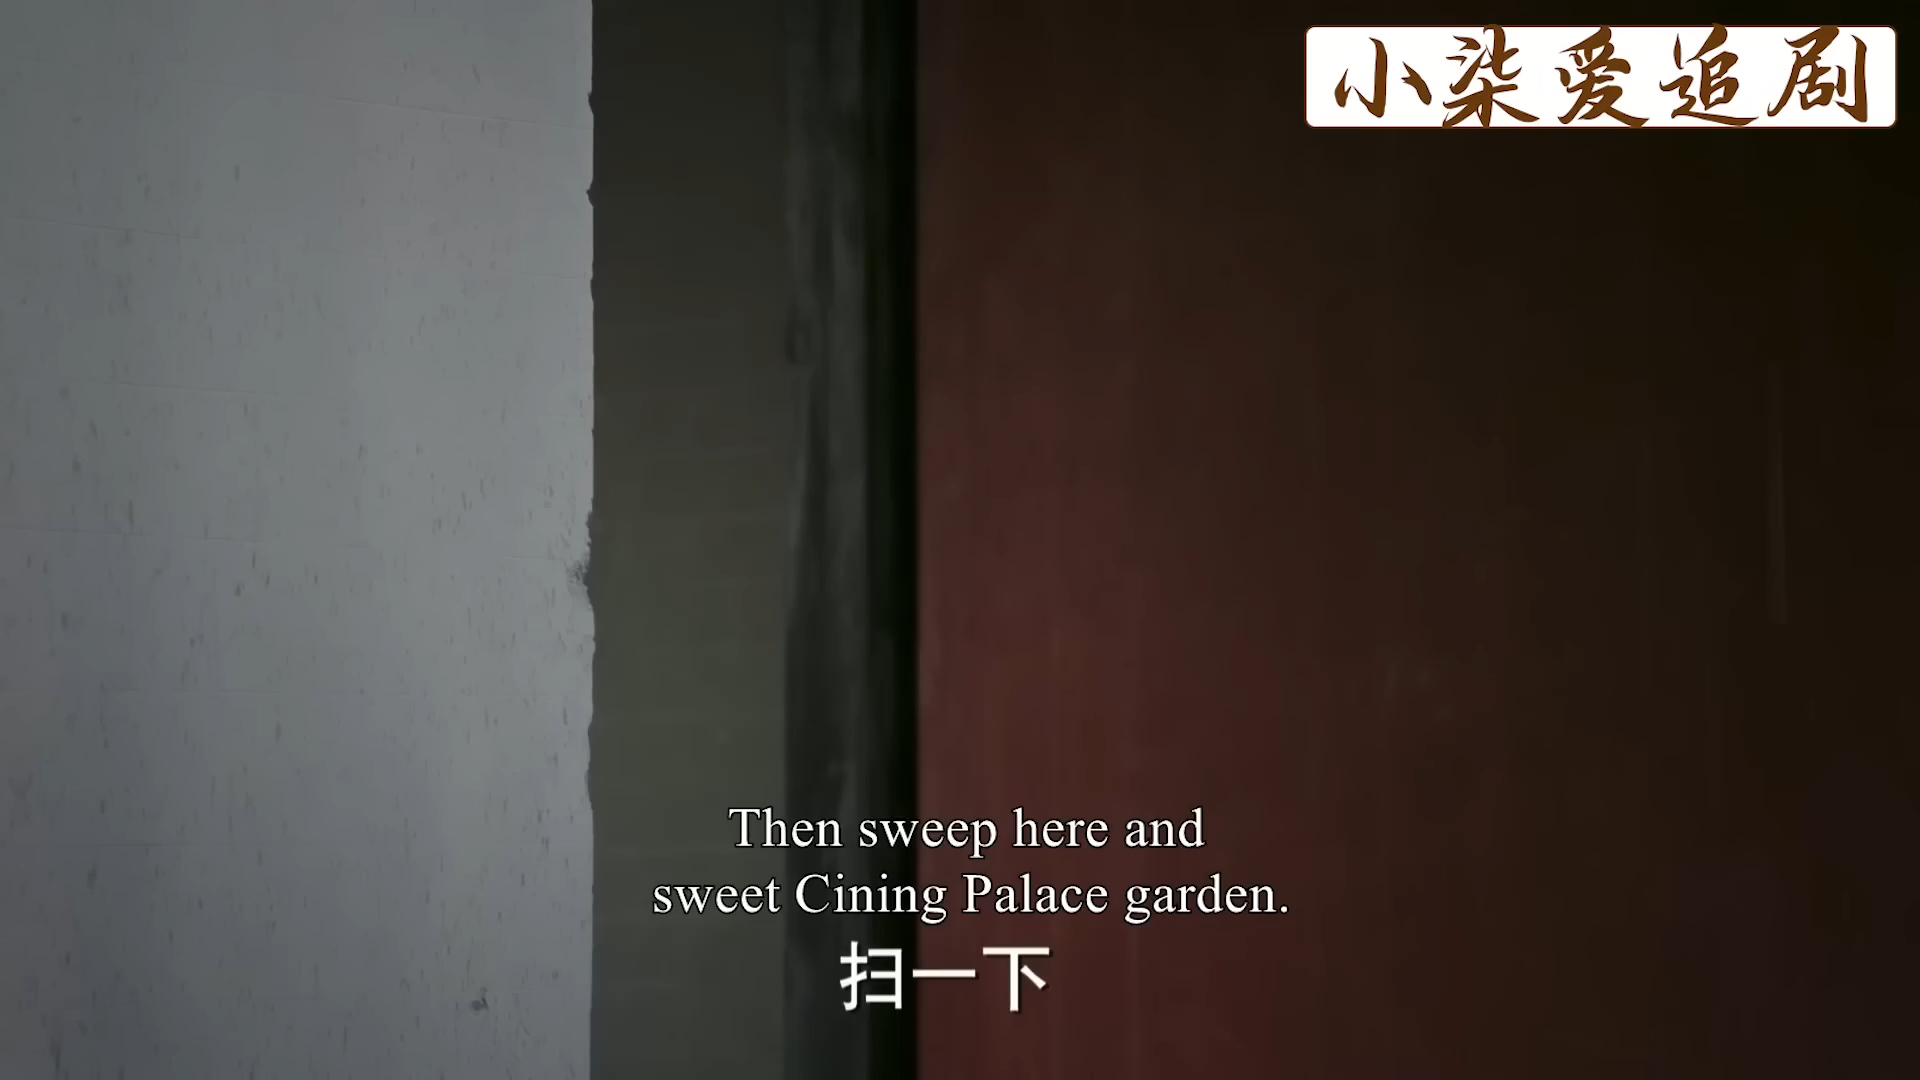 小柒爱追剧
Then sweep here and
sweet Cining Palace garden.
扫一下